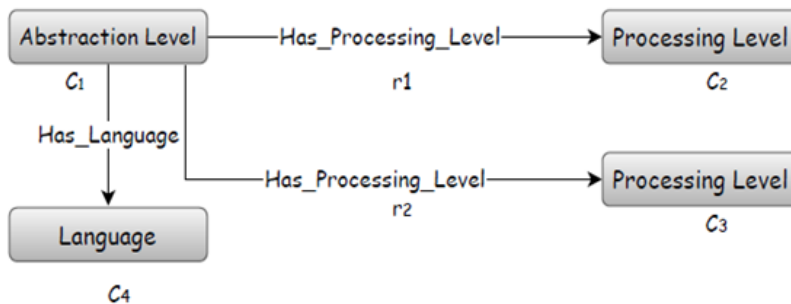 Abstraction Level
Has_Processing_Level
Processing Level
C1
r1
C2
Has_Language
Has_Processing_Level
Processing Level
r2
C3
Language
C4